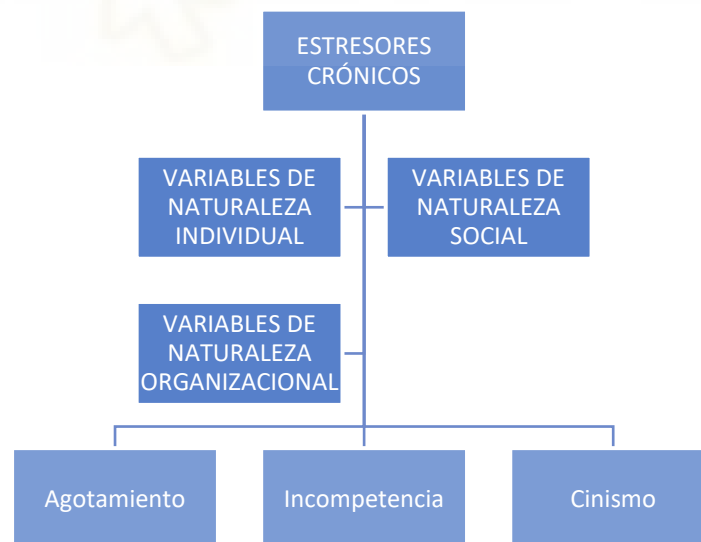 ESTRESORES
CRÓNICOS
VARIABLES DE
NATURALEZA
INDIVIDUAL
VARIABLES DE
NATURALEZA
SOCIAL
VARIABLES DE
NATURALEZA
ORGANIZACIONAL
Agotamiento
Incompetencia
Cinismo